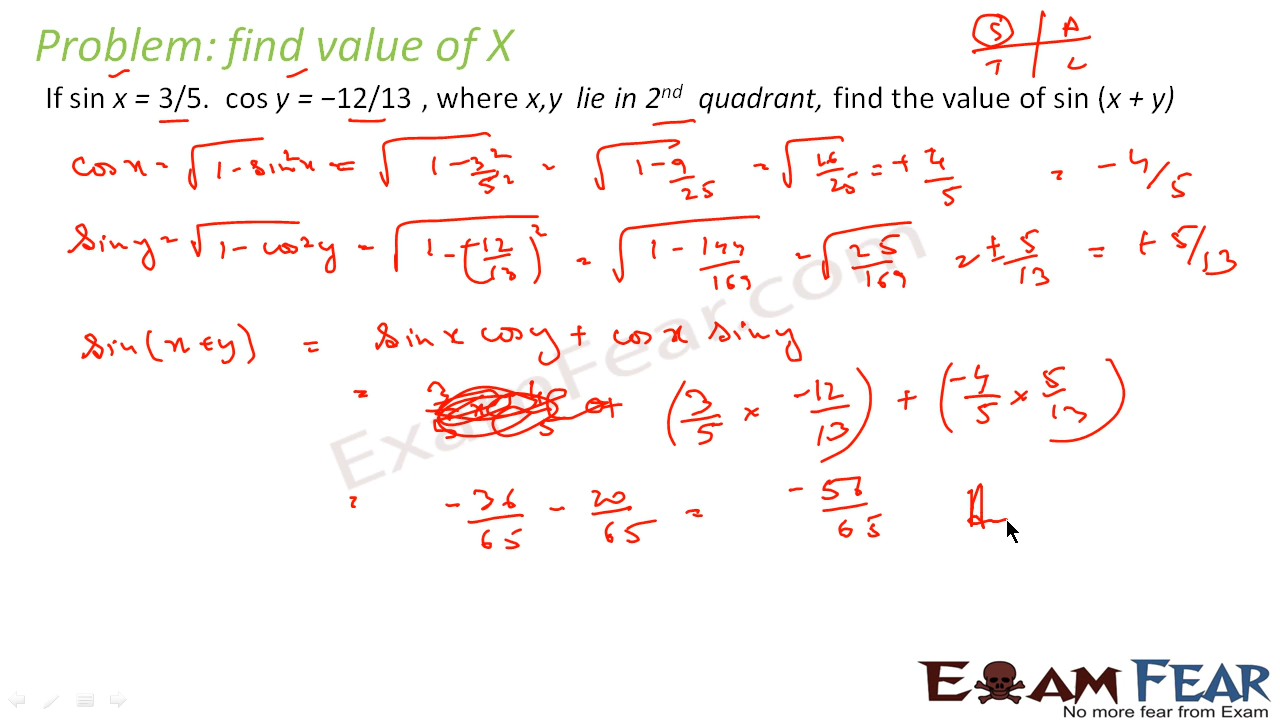 Problem: find value of X
S A
T C
If sin x = 3/5. cos y = −12/13 , where x,y lie in 2nd quadrant, find the value of sin (x + y)
cos x = √(1 - sin²x) = √(1 - 3²/5²) = √(1 - 9/25) = √(16/25) = + 4/5 = - 4/5
sin y = √(1 - cos²y) = √(1 - (-12/13)²) = √(1 - 144/169) = √(25/169) = ± 5/13 = + 5/13
sin(x + y) = sin x cos y + cos x sin y
= (3/5 × -12/13) + (-4/5 × 5/13)
= - 36/65 - 20/65 = - 56/65
ExamFear.com
EXAM FEAR
No more fear from Exam